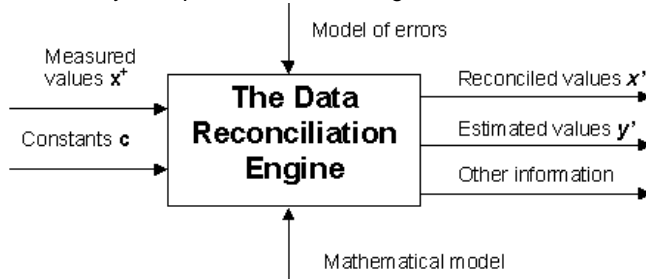 Model of errors
Measured
values x⁺
Constants c
The Data
Reconciliation
Engine
Reconciled values x'
Estimated values y'
Other information
Mathematical model